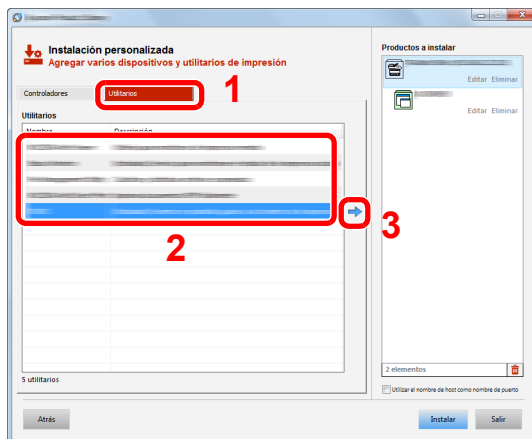 Instalación personalizada
Agregar varios dispositivos y utilitarios de impresión
Controladores
Utilitarios
1
Utilitarios
Nombre
Descripción
2
3
5 utilitarios
Productos a instalar
Editar Eliminar
Editar Eliminar
2 elementos
Utilizar el nombre de host como nombre de puerto
Atrás
Instalar
Salir